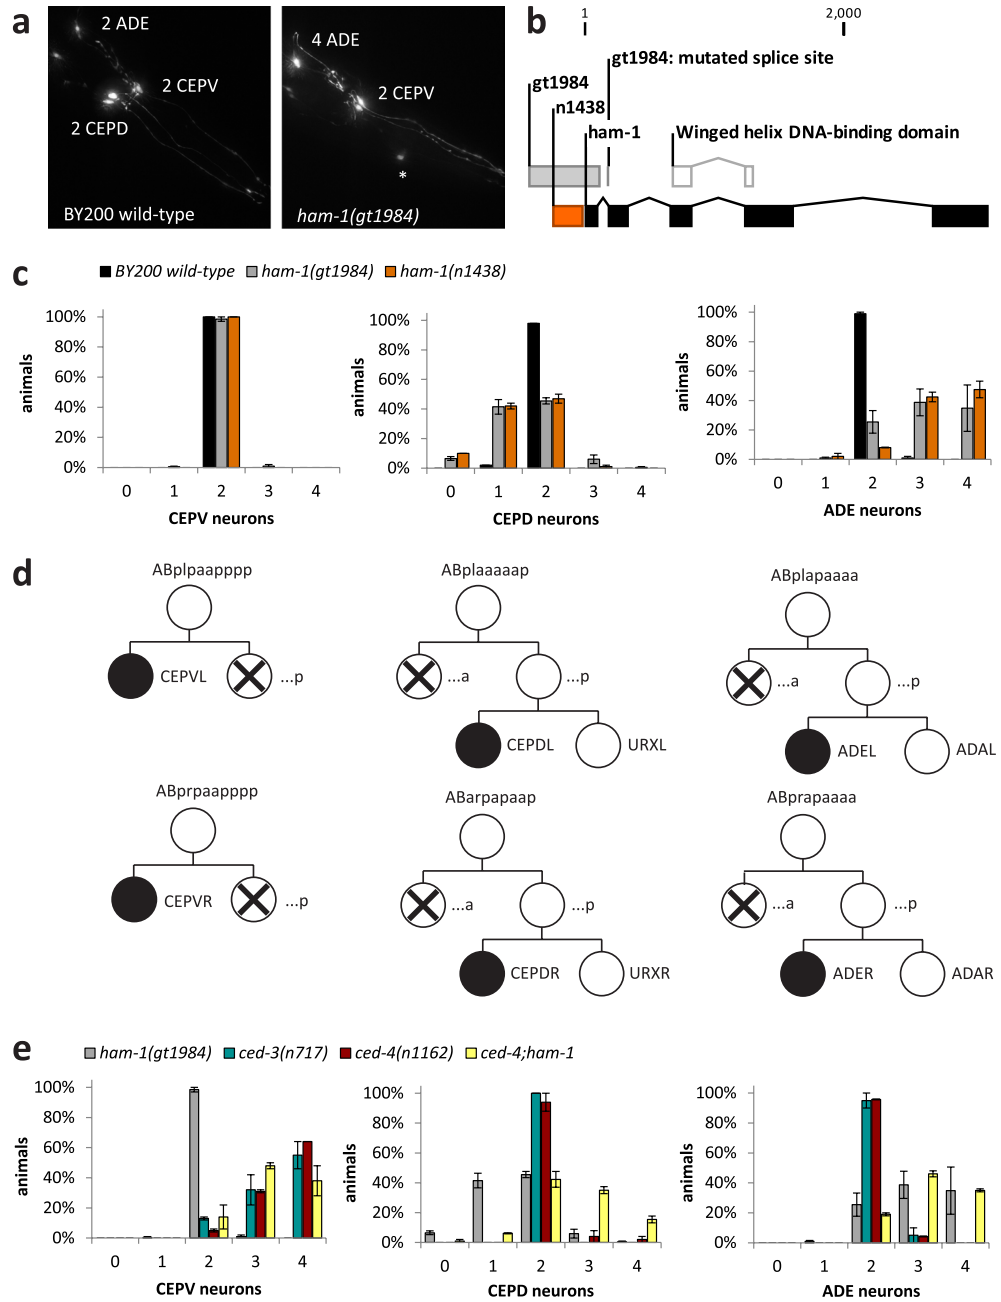 a
2 ADE
2 CEPV
2 CEPD
BY200 wild-type
4 ADE
2 CEPV
*
ham-1(gt1984)
b
1
2,000
gt1984: mutated splice site
gt1984
n1438
ham-1
Winged helix DNA-binding domain
c
BY200 wild-type ham-1(gt1984) ham-1(n1438)
100%
80%
60%
40%
20%
0%
animals
0 1 2 3 4
CEPV neurons
100%
80%
60%
40%
20%
0%
animals
0 1 2 3 4
CEPD neurons
100%
80%
60%
40%
20%
0%
animals
0 1 2 3 4
ADE neurons
d
ABplpaapppp
CEPVL
...p
ABplaaaaap
...a
...p
CEPDL
URXL
ABplapaaaa
...a
...p
ADEL
ADAL
ABprpaapppp
CEPVR
...p
ABarpapaap
...a
...p
CEPDR
URXR
ABprapaaaa
...a
...p
ADER
ADAR
e
ham-1(gt1984) ced-3(n717) ced-4(n1162) ced-4;ham-1
100%
80%
60%
40%
20%
0%
animals
0 1 2 3 4
CEPV neurons
100%
80%
60%
40%
20%
0%
animals
0 1 2 3 4
CEPD neurons
100%
80%
60%
40%
20%
0%
animals
0 1 2 3 4
ADE neurons